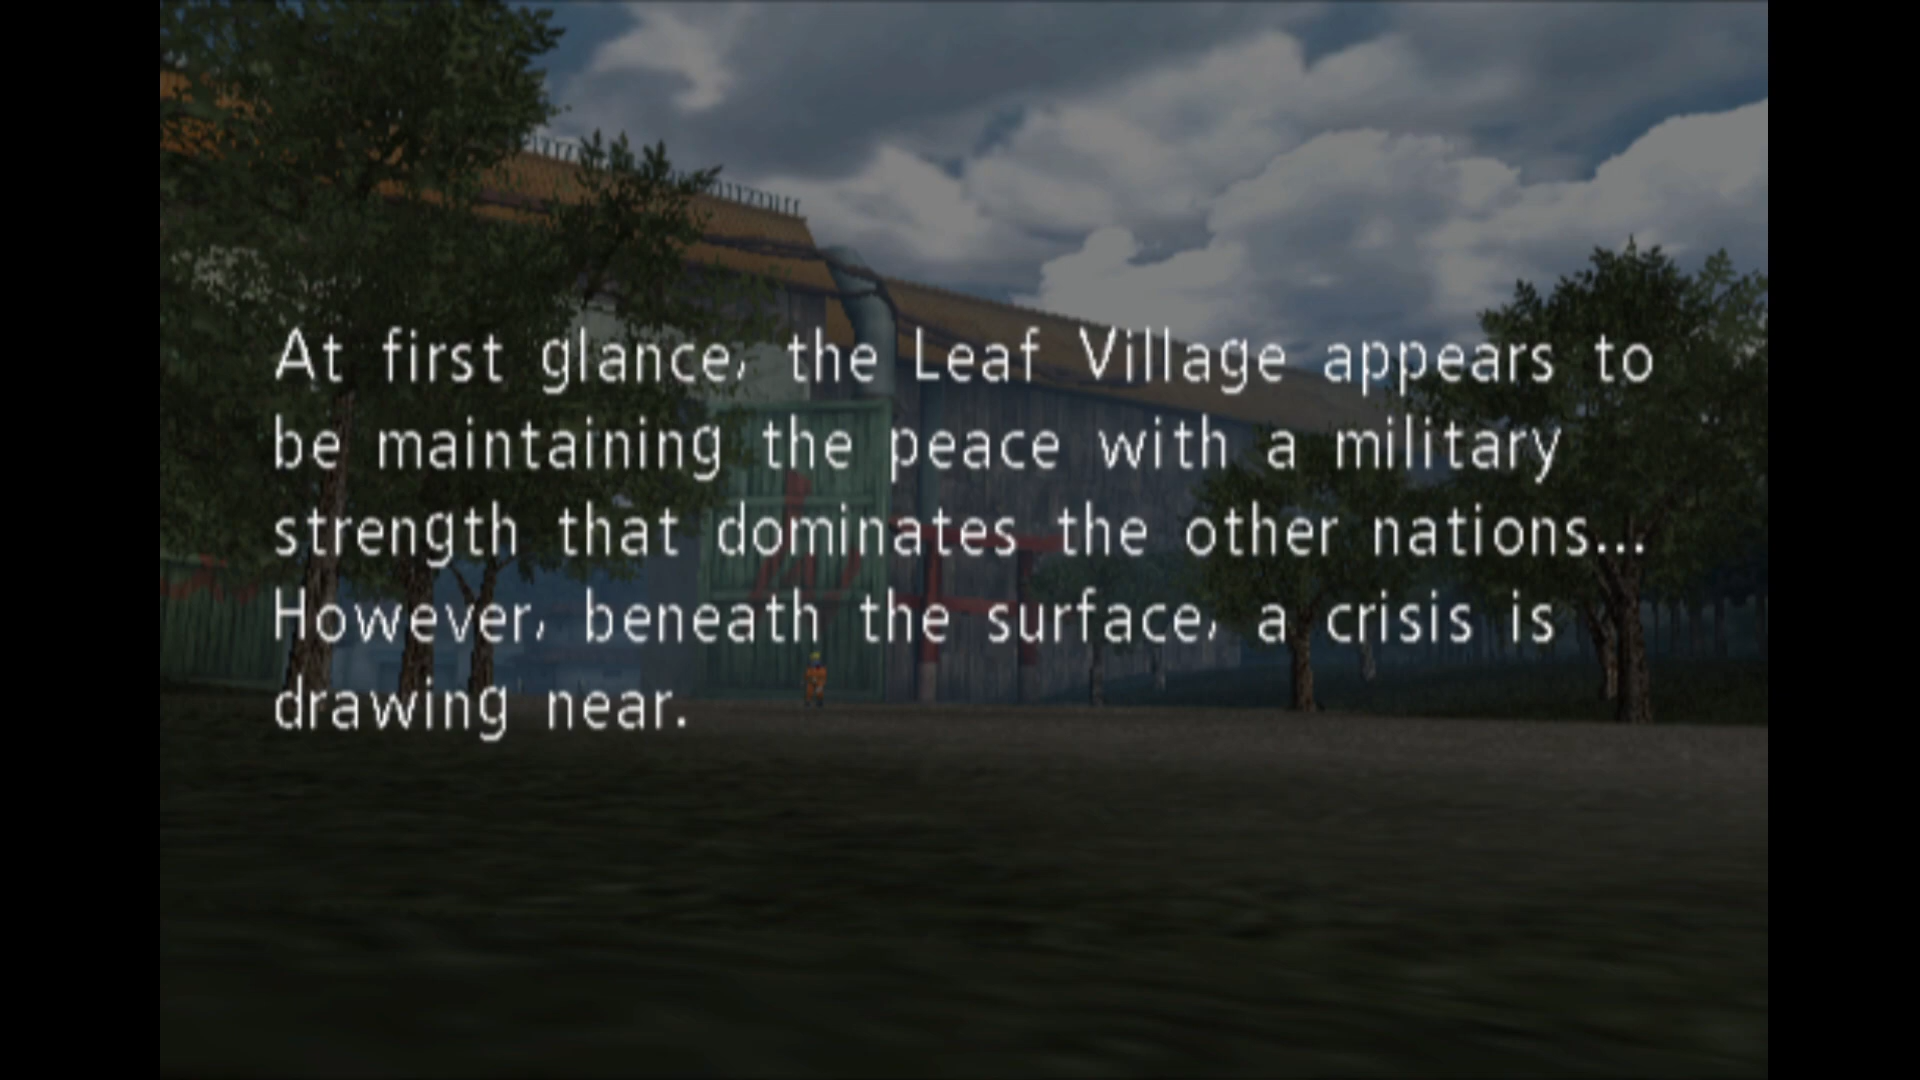 At first glance, the Leaf Village appears to
be maintaining the peace with a military
strength that dominates the other nations...
However, beneath the surface, a crisis is
drawing near.